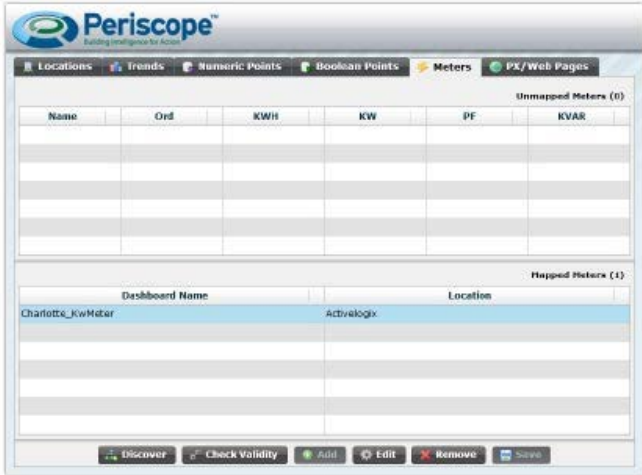 Periscope™
Building Intelligence for Action
Locations Trends Numeric Points Boolean Points Meters PX/Web Pages
Unmapped Meters (0)
Name Ord KWH KW PF KVAR
Mapped Meters (1)
Dashboard Name Location
Charlotte_KwMeter Activelogix
Discover Check Validity Add Edit Remove Save